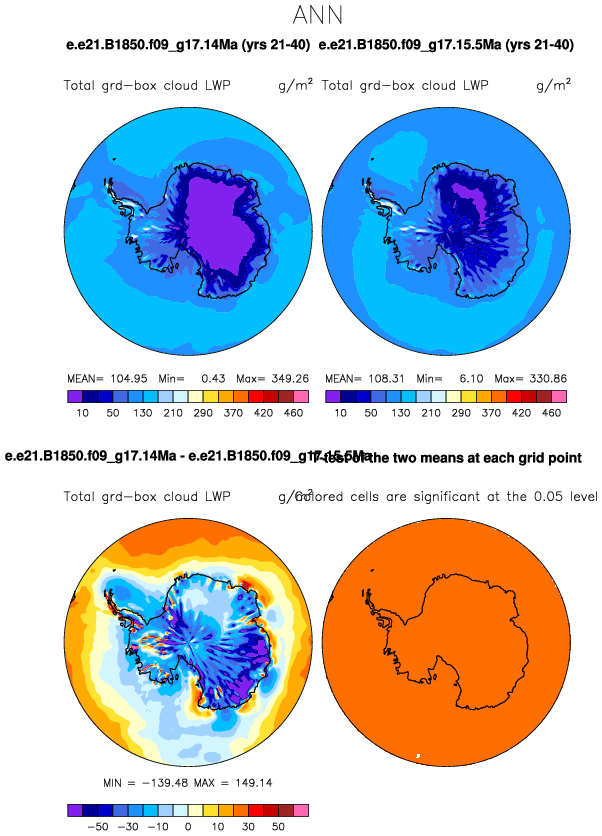 ANN
e.e21.B1850.f09_g17.14Ma (yrs 21-40) e.e21.B1850.f09_g17.15.5Ma (yrs 21-40)
Total grd-box cloud LWP g/m² Total grd-box cloud LWP g/m²
MEAN= 104.95 Min= 0.43 Max= 349.26 MEAN= 108.31 Min= 6.10 Max= 330.86
10 50 130 210 290 370 420 460 10 50 130 210 290 370 420 460
e.e21.B1850.f09_g17.14Ma - e.e21.B1850.f09_g17.15.5Ma T-test of the two means at each grid point
Total grd-box cloud LWP g/m² Colored cells are significant at the 0.05 level
MIN = -139.48 MAX = 149.14
-50 -30 -10 0 10 30 50